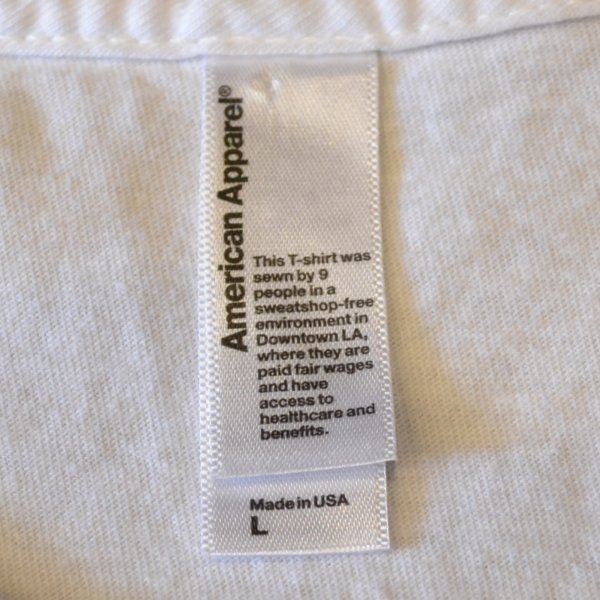 American Apparel®
This T-shirt was
sewn by 9
people in a
sweatshop-free
environment in
Downtown LA,
where they are
paid fair wages
and have
access to
healthcare and
benefits.
Made in USA
L